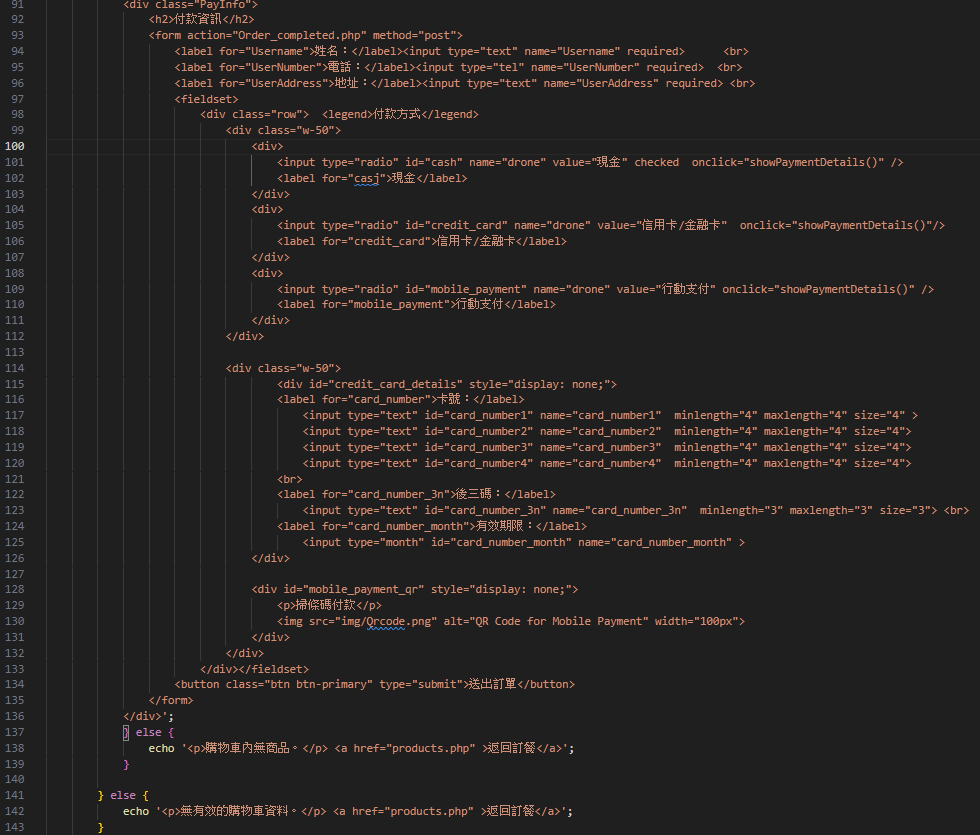 91 <div class="PayInfo">
92 <h2>付款資訊</h2>
93 <form action="Order_completed.php" method="post">
94 <label for="Username">姓名：</label><input type="text" name="Username" required> <br>
95 <label for="UserNumber">電話：</label><input type="tel" name="UserNumber" required> <br>
96 <label for="UserAddress">地址：</label><input type="text" name="UserAddress" required> <br>
97 <fieldset>
98 <div class="row"> <legend>付款方式</legend>
99 <div class="w-50">
100 <div>
101 <input type="radio" id="cash" name="drone" value="現金" checked onclick="showPaymentDetails()" />
102 <label for="casj">現金</label>
103 </div>
104 <div>
105 <input type="radio" id="credit_card" name="drone" value="信用卡/金融卡" onclick="showPaymentDetails()"/>
106 <label for="credit_card">信用卡/金融卡</label>
107 </div>
108 <div>
109 <input type="radio" id="mobile_payment" name="drone" value="行動支付" onclick="showPaymentDetails()" />
110 <label for="mobile_payment">行動支付</label>
111 </div>
112 </div>
113
114 <div class="w-50">
115 <div id="credit_card_details" style="display: none;">
116 <label for="card_number">卡號：</label>
117 <input type="text" id="card_number1" name="card_number1" minlength="4" maxlength="4" size="4" >
118 <input type="text" id="card_number2" name="card_number2" minlength="4" maxlength="4" size="4">
119 <input type="text" id="card_number3" name="card_number3" minlength="4" maxlength="4" size="4">
120 <input type="text" id="card_number4" name="card_number4" minlength="4" maxlength="4" size="4">
121 <br>
122 <label for="card_number_3n">後三碼：</label>
123 <input type="text" id="card_number_3n" name="card_number_3n" minlength="3" maxlength="3" size="3"> <br>
124 <label for="card_number_month">有效期限：</label>
125 <input type="month" id="card_number_month" name="card_number_month" >
126 </div>
127
128 <div id="mobile_payment_qr" style="display: none;">
129 <p>掃條碼付款</p>
130 <img src="img/Qrcode.png" alt="QR Code for Mobile Payment" width="100px">
131 </div>
132 </div>
133 </div></fieldset>
134 <button class="btn btn-primary" type="submit">送出訂單</button>
135 </form>
136 </div>';
137 } else {
138 echo '<p>購物車內無商品。</p> <a href="products.php" >返回訂餐</a>';
139 }
140
141 } else {
142 echo '<p>無有效的購物車資料。</p> <a href="products.php" >返回訂餐</a>';
143 }